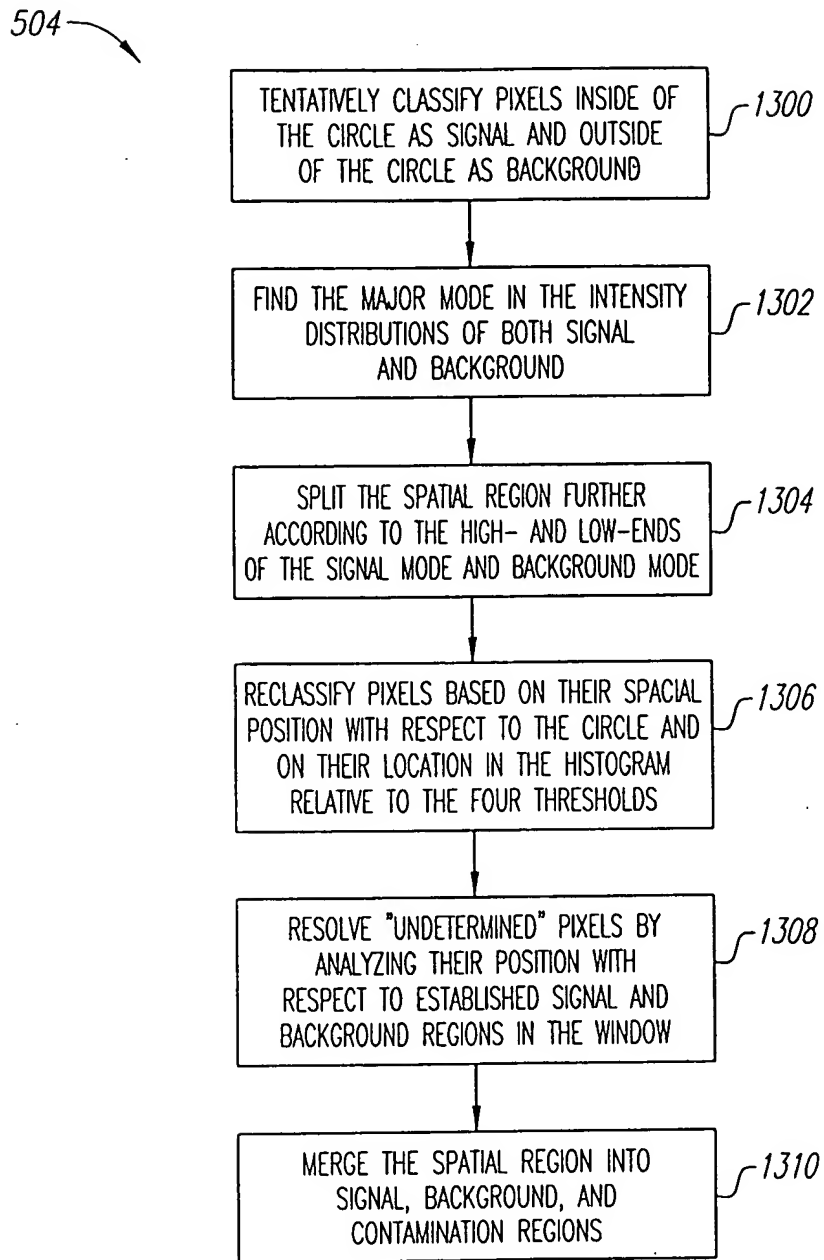 504
TENTATIVELY CLASSIFY PIXELS INSIDE OF
THE CIRCLE AS SIGNAL AND OUTSIDE
OF THE CIRCLE AS BACKGROUND
1300
FIND THE MAJOR MODE IN THE INTENSITY
DISTRIBUTIONS OF BOTH SIGNAL
AND BACKGROUND
1302
SPLIT THE SPATIAL REGION FURTHER
ACCORDING TO THE HIGH- AND LOW-ENDS
OF THE SIGNAL MODE AND BACKGROUND MODE
1304
RECLASSIFY PIXELS BASED ON THEIR SPACIAL
POSITION WITH RESPECT TO THE CIRCLE AND
ON THEIR LOCATION IN THE HISTOGRAM
RELATIVE TO THE FOUR THRESHOLDS
1306
RESOLVE "UNDETERMINED" PIXELS BY
ANALYZING THEIR POSITION WITH
RESPECT TO ESTABLISHED SIGNAL AND
BACKGROUND REGIONS IN THE WINDOW
1308
MERGE THE SPATIAL REGION INTO
SIGNAL, BACKGROUND, AND
CONTAMINATION REGIONS
1310